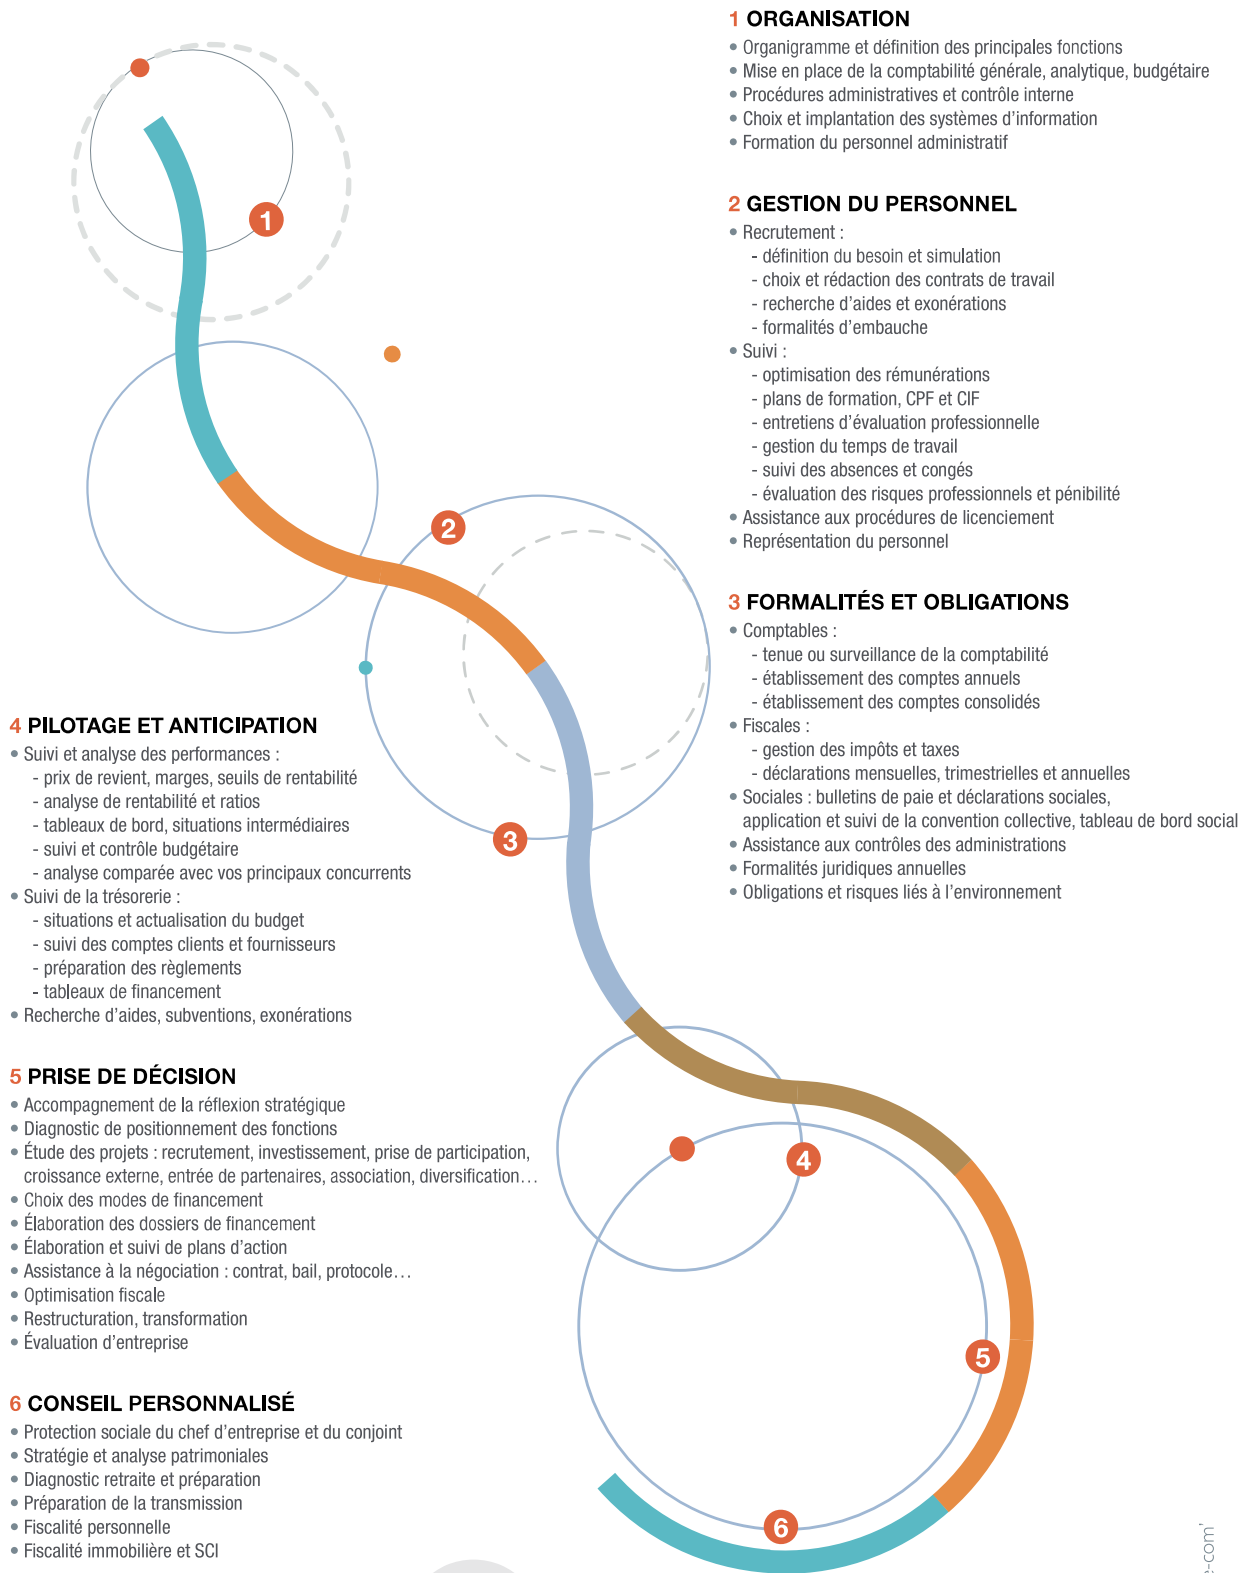 1 ORGANISATION
• Organigramme et définition des principales fonctions
• Mise en place de la comptabilité générale, analytique, budgétaire
• Procédures administratives et contrôle interne
• Choix et implantation des systèmes d'information
• Formation du personnel administratif
1
2 GESTION DU PERSONNEL
• Recrutement :
- définition du besoin et simulation
- choix et rédaction des contrats de travail
- recherche d'aides et exonérations
- formalités d'embauche
• Suivi :
- optimisation des rémunérations
- plans de formation, CPF et CIF
- entretiens d'évaluation professionnelle
- gestion du temps de travail
- suivi des absences et congés
- évaluation des risques professionnels et pénibilité
• Assistance aux procédures de licenciement
• Représentation du personnel
2
3 FORMALITÉS ET OBLIGATIONS
• Comptables :
- tenue ou surveillance de la comptabilité
- établissement des comptes annuels
- établissement des comptes consolidés
• Fiscales :
- gestion des impôts et taxes
- déclarations mensuelles, trimestrielles et annuelles
• Sociales : bulletins de paie et déclarations sociales,
application et suivi de la convention collective, tableau de bord social
• Assistance aux contrôles des administrations
• Formalités juridiques annuelles
• Obligations et risques liés à l'environnement
3
4 PILOTAGE ET ANTICIPATION
• Suivi et analyse des performances :
- prix de revient, marges, seuils de rentabilité
- analyse de rentabilité et ratios
- tableaux de bord, situations intermédiaires
- suivi et contrôle budgétaire
- analyse comparée avec vos principaux concurrents
• Suivi de la trésorerie :
- situations et actualisation du budget
- suivi des comptes clients et fournisseurs
- préparation des règlements
- tableaux de financement
• Recherche d'aides, subventions, exonérations
4
5 PRISE DE DÉCISION
• Accompagnement de la réflexion stratégique
• Diagnostic de positionnement des fonctions
• Étude des projets : recrutement, investissement, prise de participation,
croissance externe, entrée de partenaires, association, diversification…
• Choix des modes de financement
• Élaboration des dossiers de financement
• Élaboration et suivi de plans d'action
• Assistance à la négociation : contrat, bail, protocole…
• Optimisation fiscale
• Restructuration, transformation
• Évaluation d'entreprise
5
6 CONSEIL PERSONNALISÉ
• Protection sociale du chef d'entreprise et du conjoint
• Stratégie et analyse patrimoniales
• Diagnostic retraite et préparation
• Préparation de la transmission
• Fiscalité personnelle
• Fiscalité immobilière et SCI
6